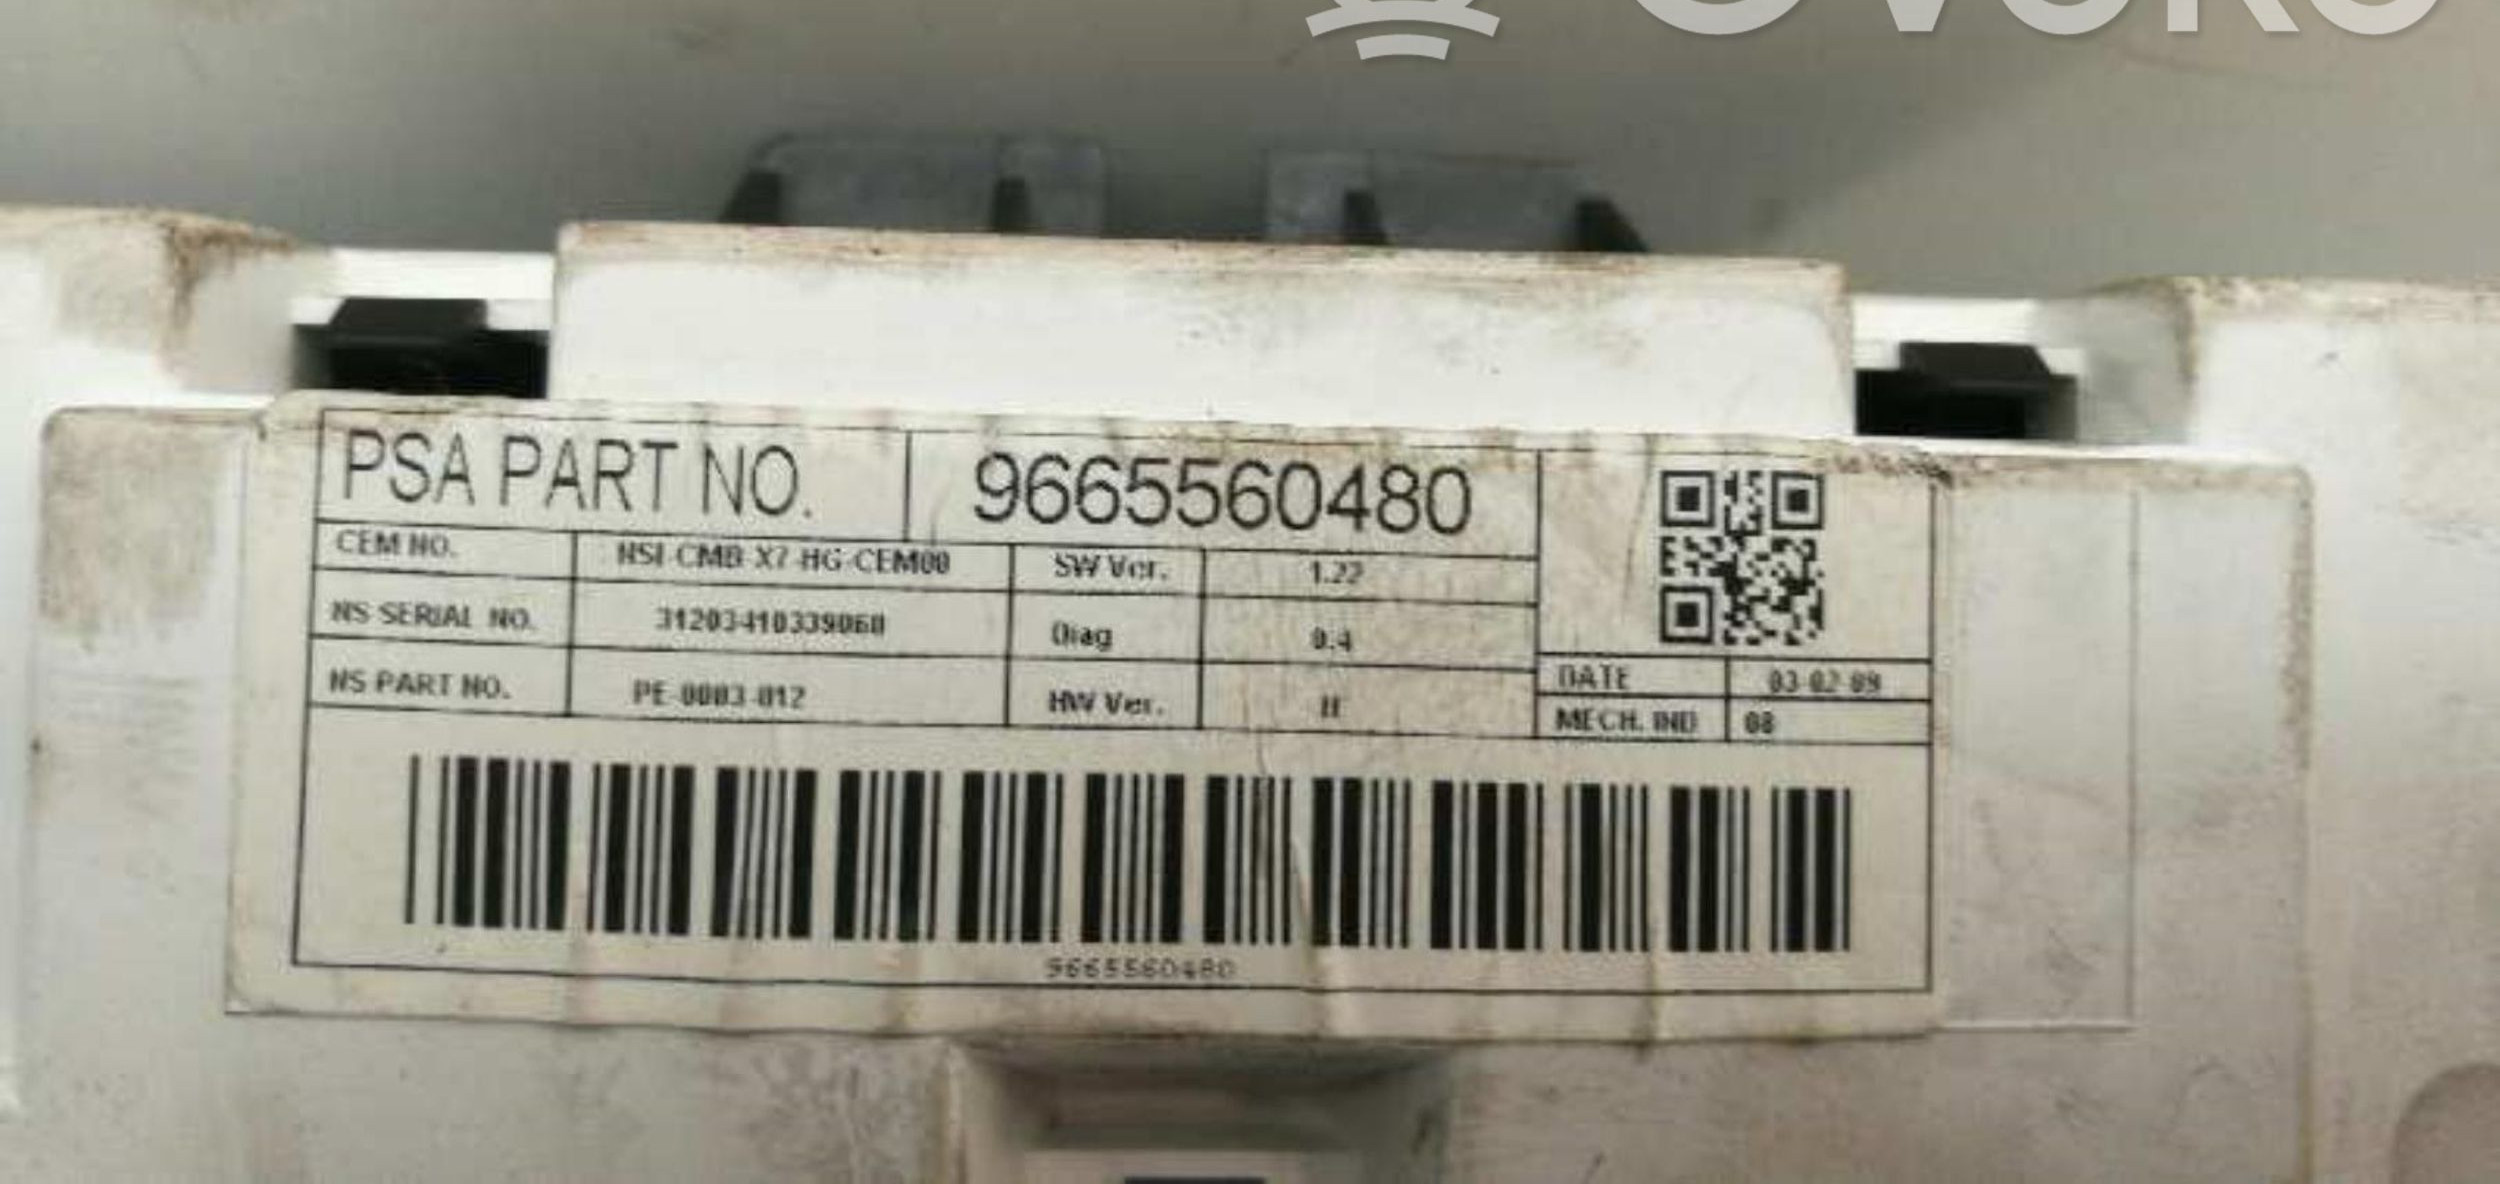 PSA PART NO. 9665560480
CEM NO. NSI-CMB-X7-HG-CEM00 SW Ver. 1.22
NS SERIAL NO. 31203410339060 Diag 0.4
NS PART NO. PE-0003-012 HW Ver.
DATE 03-02-09
MECH. IND 08
9665560480